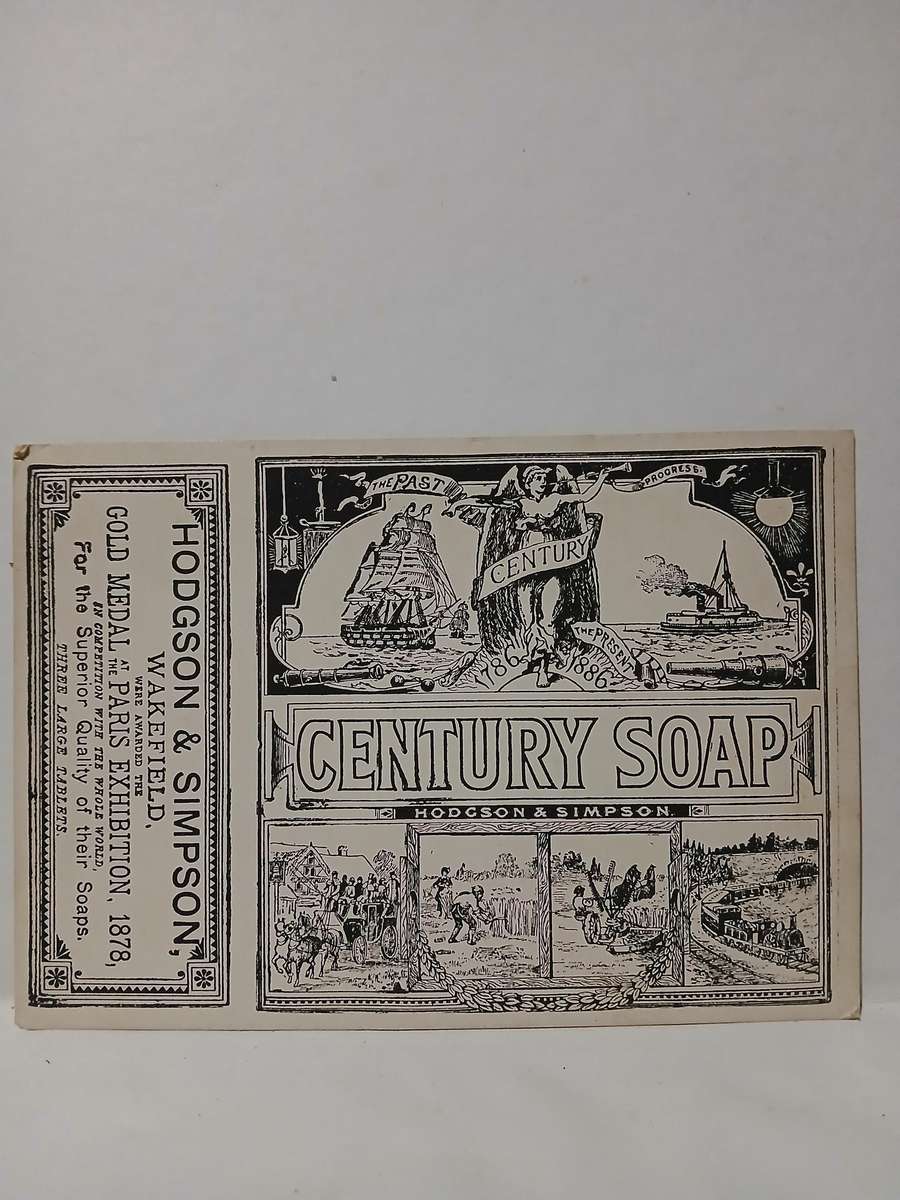 HODGSON & SIMPSON,
WAKEFIELD,
WERE AWARDED THE
GOLD MEDAL AT THE PARIS EXHIBITION, 1878,
IN COMPETITION WITH THE WHOLE WORLD,
For the Superior Quality of their Soaps.
THREE LARGE TABLETS.
THE PAST
PROGRESS.
CENTURY
THE PRESENT
1786 1886
CENTURY SOAP
HODGSON & SIMPSON.